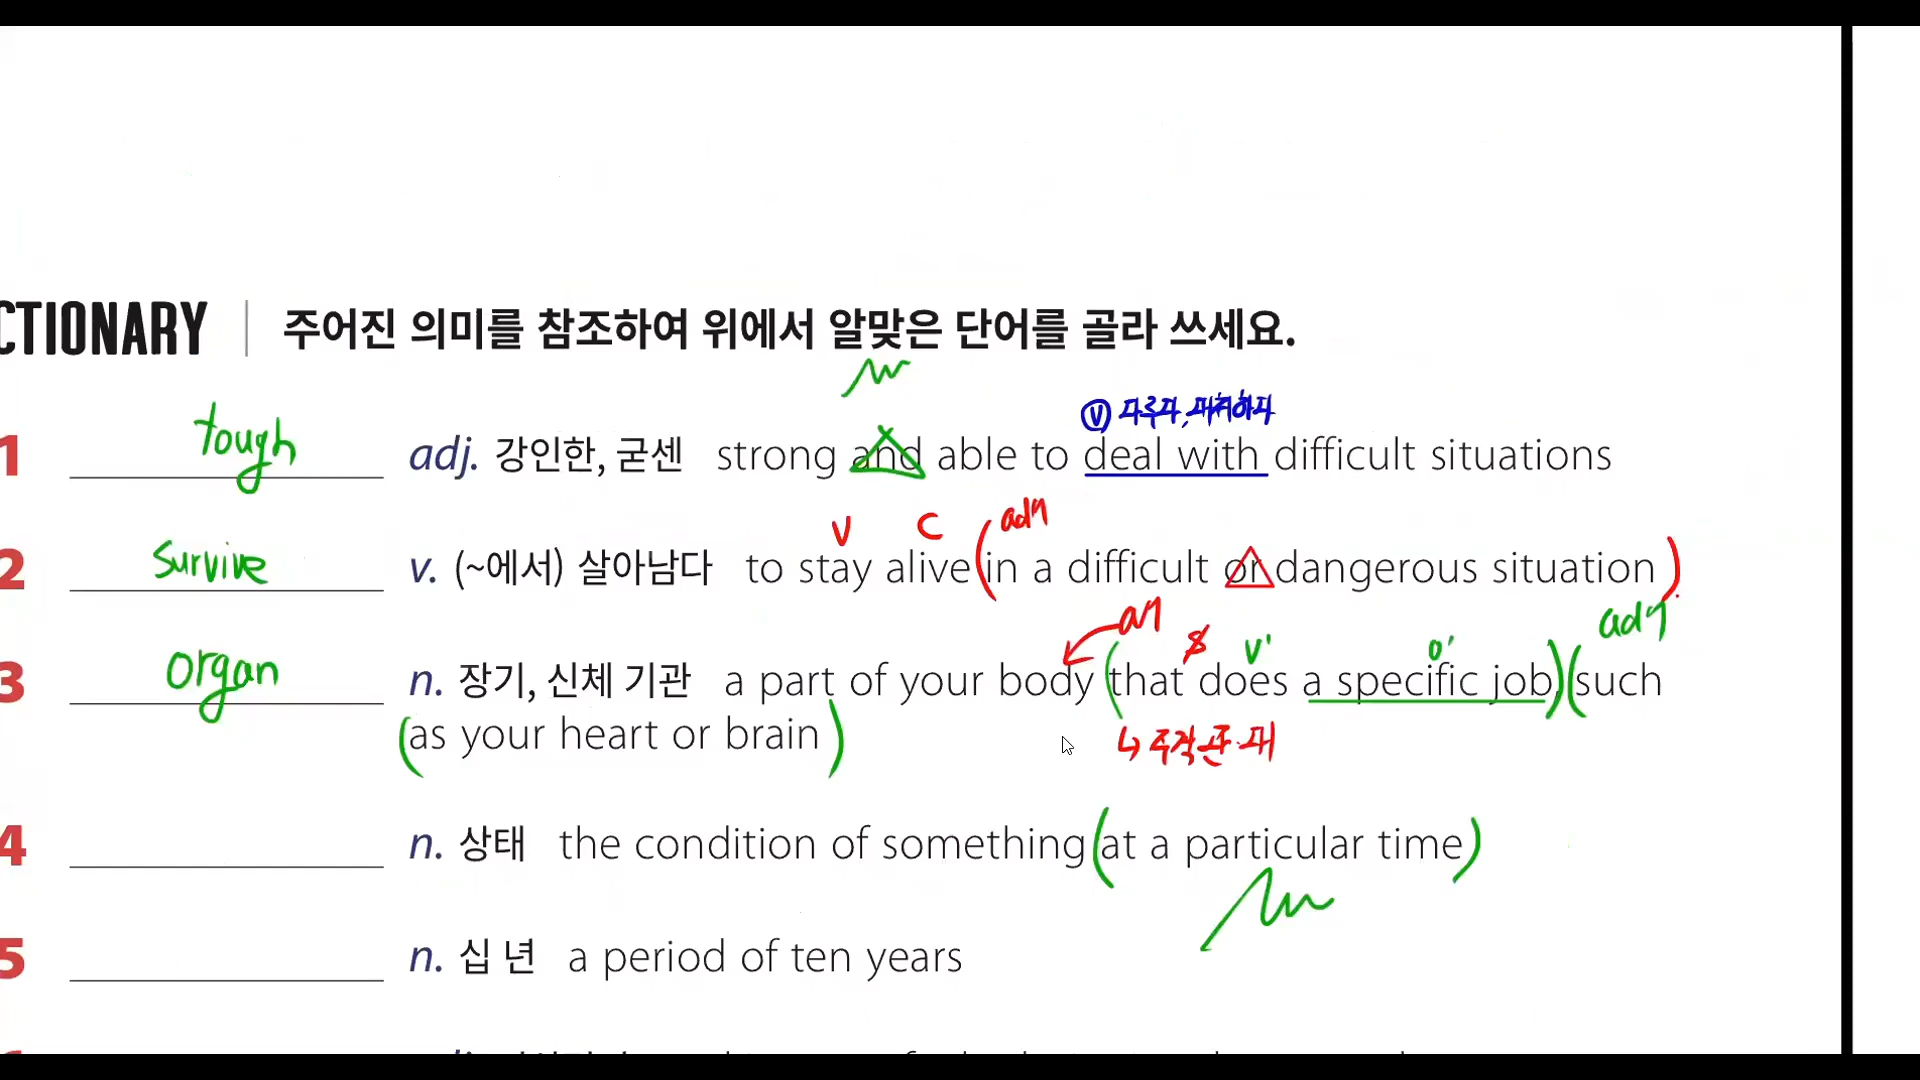 CTIONARY | 주어진 의미를 참조하여 위에서 알맞은 단어를 골라 쓰세요.
ⓥ 다루다, 대처하다
1 tough adj. 강인한, 굳센 strong and able to deal with difficult situations
V C
2 survive v. (~에서) 살아남다 to stay alive (in a difficult or dangerous situation)
V' O'
3 organ n. 장기, 신체 기관 a part of your body (that does a specific job,) (such
(as your heart or brain)
↳ 주격 관·대
4 n. 상태 the condition of something (at a particular time)
5 n. 십 년 a period of ten years